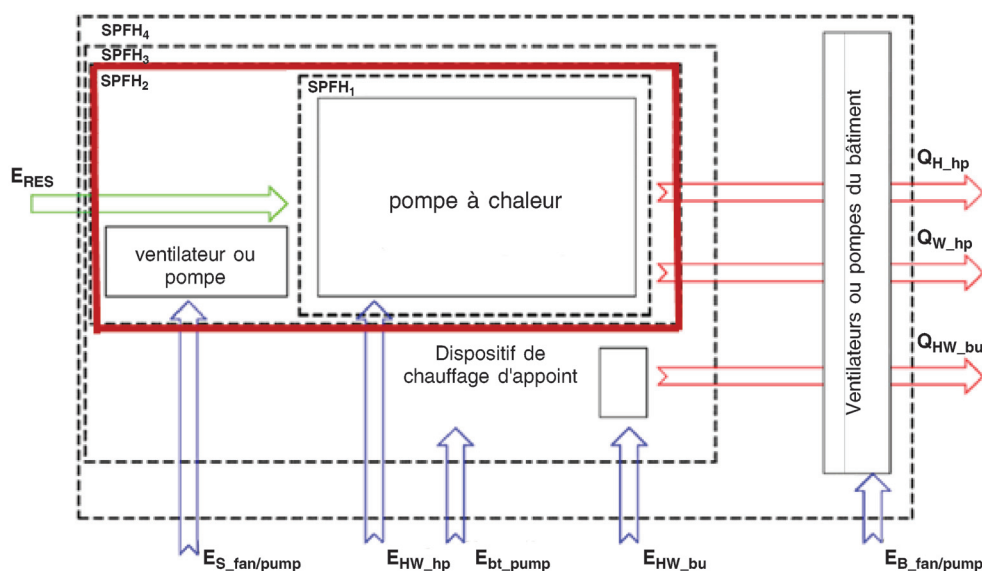 SPFH4
SPFH3
SPFH2
SPFH1
ERES
pompe à chaleur
ventilateur ou
pompe
Dispositif de
chauffage d'appoint
Ventilateurs ou pompes du bâtiment
QH_hp
QW_hp
QHW_bu
ES_fan/pump
EHW_hp
Ebt_pump
EHW_bu
EB_fan/pump